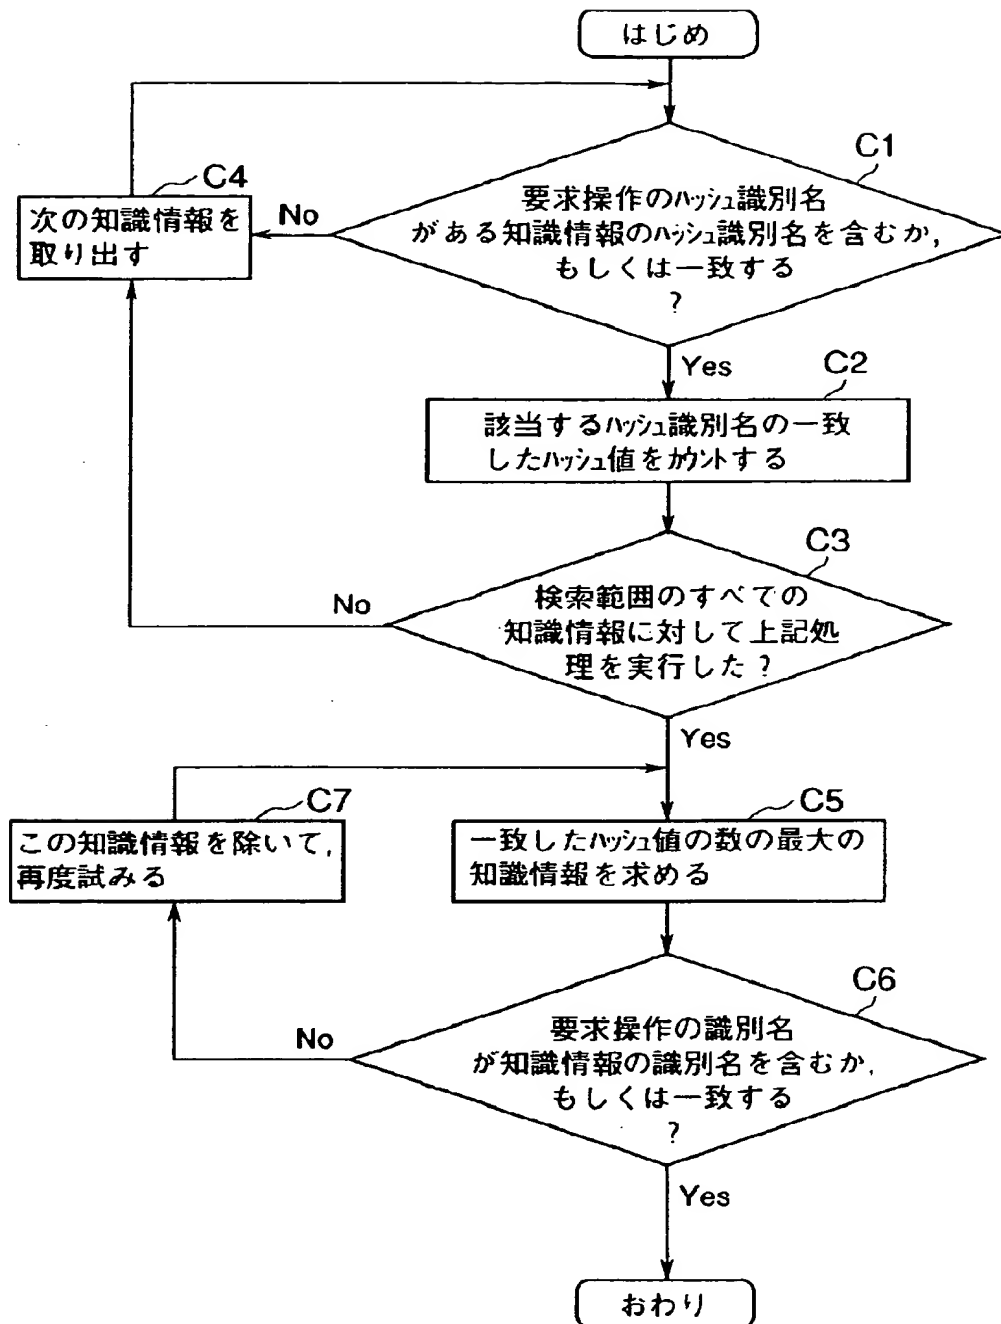 はじめ
C1
要求操作のハッシュ識別名
がある知識情報のハッシュ識別名を含むか,
もしくは一致する
?
No
C4
次の知識情報を
取り出す
Yes
C2
該当するハッシュ識別名の一致
したハッシュ値をカウントする
C3
検索範囲のすべての
知識情報に対して上記処
理を実行した?
No
Yes
C7
この知識情報を除いて,
再度試みる
C5
一致したハッシュ値の数の最大の
知識情報を求める
C6
要求操作の識別名
が知識情報の識別名を含むか,
もしくは一致する
?
No
Yes
おわり